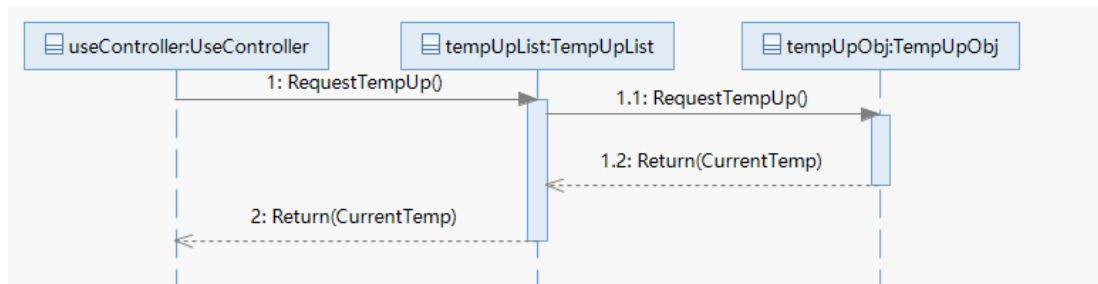 useController:UseController
tempUpList:TempUpList
tempUpObj:TempUpObj
1: RequestTempUp()
1.1: RequestTempUp()
1.2: Return(CurrentTemp)
2: Return(CurrentTemp)